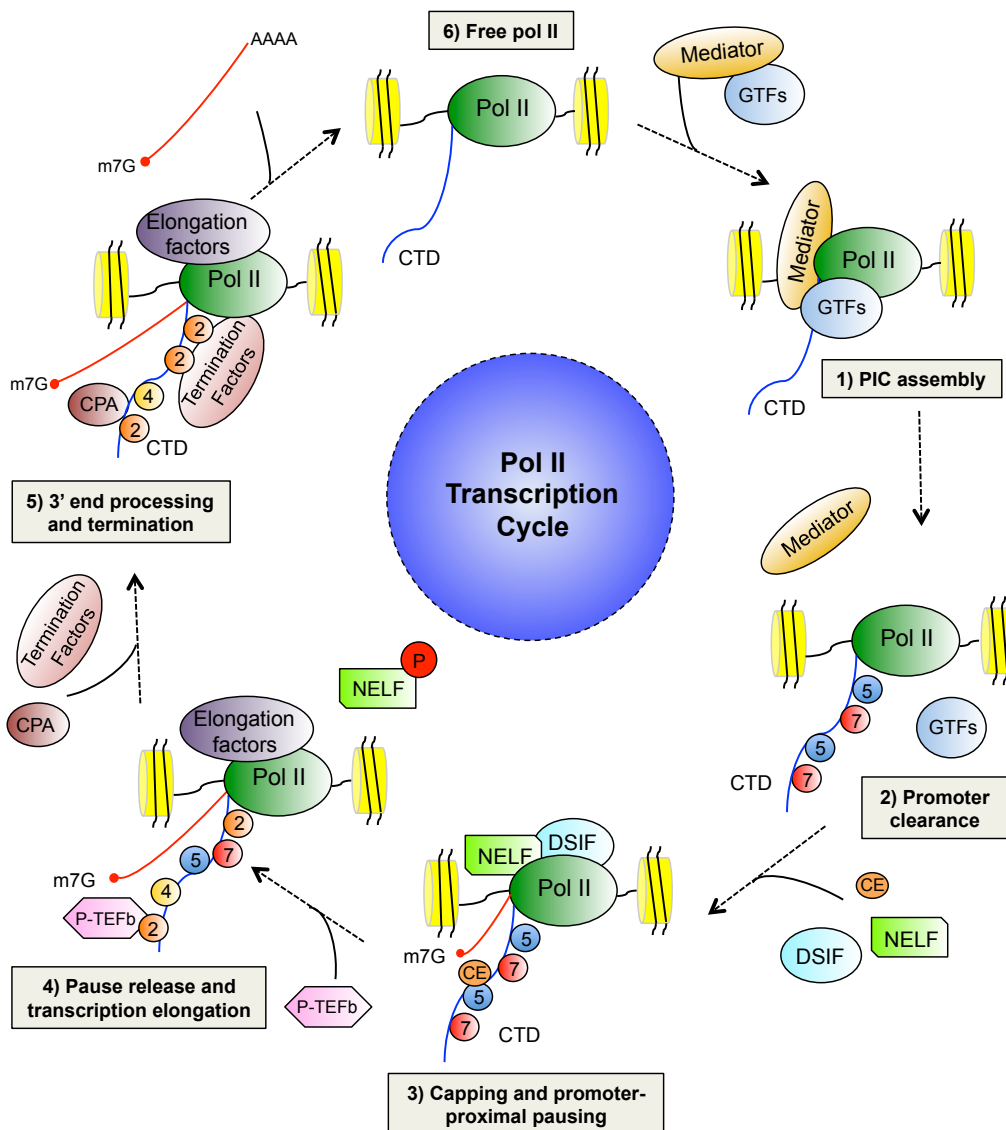 6) Free pol II
AAAA
m7G
Pol II
CTD
Mediator
GTFs
Mediator
Pol II
GTFs
CTD
1) PIC assembly
Mediator
Pol II
5
7
5
7
CTD
GTFs
2) Promoter
clearance
CE
NELF
DSIF
NELF
DSIF
Pol II
m7G
5
7
CE
5
7
CTD
3) Capping and promoter-
proximal pausing
P-TEFb
P
NELF
Elongation
factors
Pol II
m7G
2
7
5
4
2
P-TEFb
4) Pause release and
transcription elongation
Termination
Factors
CPA
Elongation
factors
Pol II
m7G
2
2
4
2
CPA
Termination
Factors
CTD
5) 3’ end processing
and termination
Pol II
Transcription
Cycle